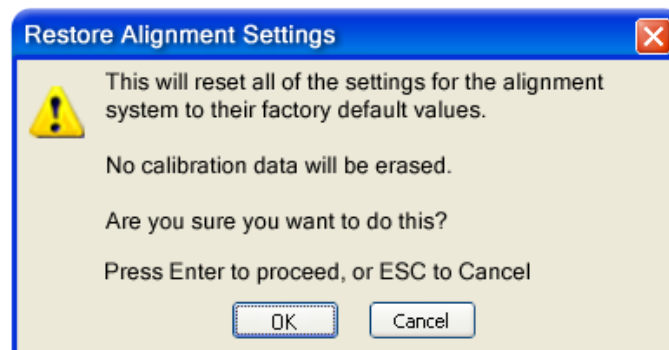 Restore Alignment Settings
This will reset all of the settings for the alignment
system to their factory default values.
No calibration data will be erased.
Are you sure you want to do this?
Press Enter to proceed, or ESC to Cancel
OK
Cancel